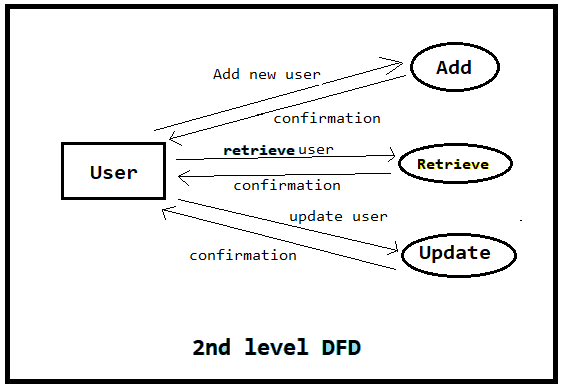 Add new user
Add
confirmation
retrieve user
Retrieve
User
confirmation
update user
Update
confirmation
2nd level DFD